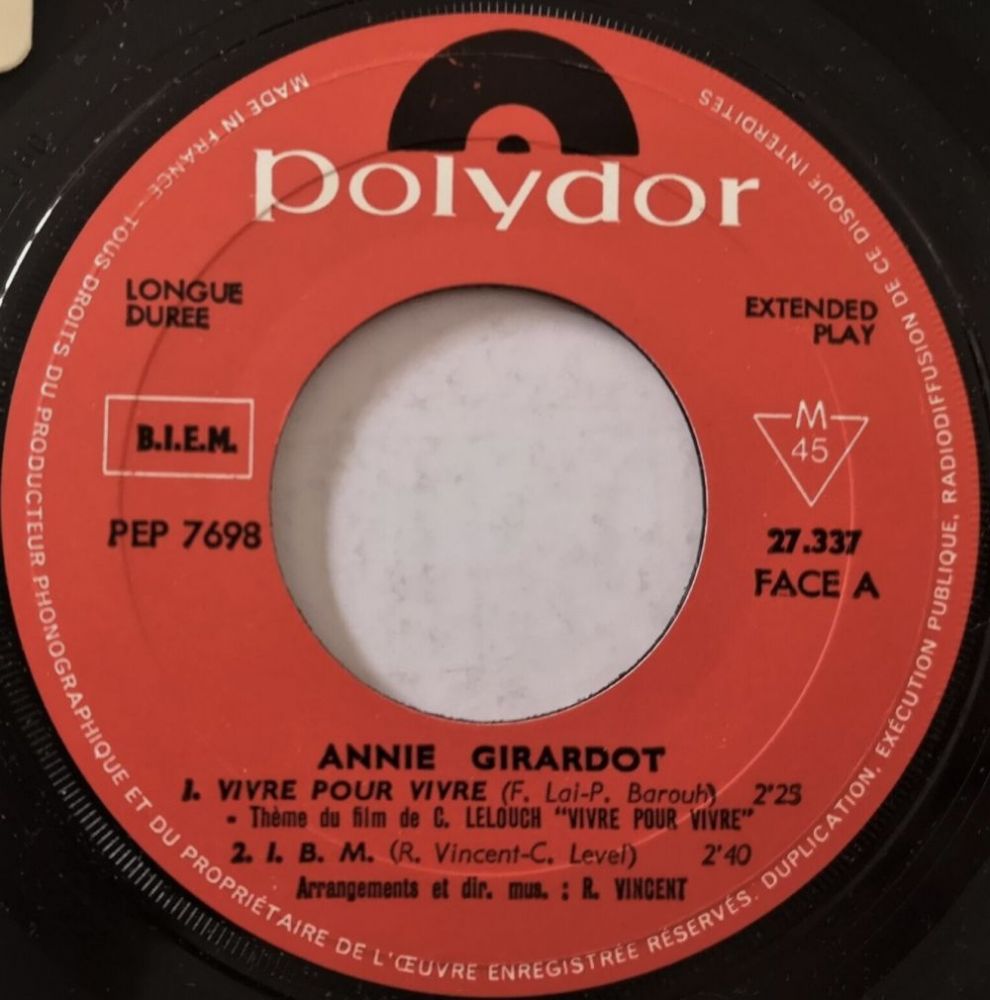 polydor
LONGUE
DUREE
EXTENDED
PLAY
B.I.E.M.
M
45
PEP 7698
27.337
FACE A
ANNIE GIRARDOT
1. VIVRE POUR VIVRE (F. Lai-P. Barouh) 2'25
- Thème du film de C. LELOUCH "VIVRE POUR VIVRE"
2. I. B. M. (R. Vincent-C. Level) 2'40
Arrangements et dir. mus. : R. VINCENT
MADE IN FRANCE - TOUS DROITS DU PRODUCTEUR PHONOGRAPHIQUE ET DU PROPRIÉTAIRE DE L'ŒUVRE ENREGISTRÉE RÉSERVÉS. DUPLICATION, EXÉCUTION PUBLIQUE, RADIODIFFUSION DE CE DISQUE INTERDITES